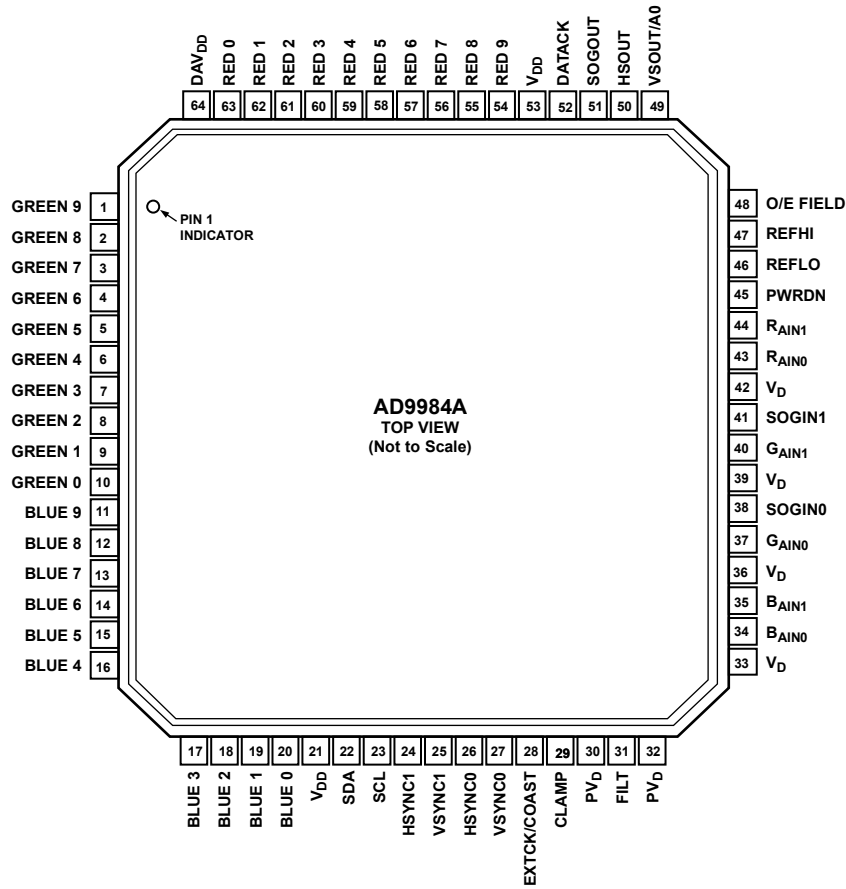 DAVDD
RED 0
RED 1
RED 2
RED 3
RED 4
RED 5
RED 6
RED 7
RED 8
RED 9
VDD
DATACK
SOGOUT
HSOUT
VSOUT/A0
64 63 62 61 60 59 58 57 56 55 54 53 52 51 50 49
GREEN 9 1
GREEN 8 2
GREEN 7 3
GREEN 6 4
GREEN 5 5
GREEN 4 6
GREEN 3 7
GREEN 2 8
GREEN 1 9
GREEN 0 10
BLUE 9 11
BLUE 8 12
BLUE 7 13
BLUE 6 14
BLUE 5 15
BLUE 4 16
PIN 1
INDICATOR
AD9984A
TOP VIEW
(Not to Scale)
48 O/E FIELD
47 REFHI
46 REFLO
45 PWRDN
44 RAIN1
43 RAIN0
42 VD
41 SOGIN1
40 GAIN1
39 VD
38 SOGIN0
37 GAIN0
36 VD
35 BAIN1
34 BAIN0
33 VD
17 18 19 20 21 22 23 24 25 26 27 28 29 30 31 32
BLUE 3
BLUE 2
BLUE 1
BLUE 0
VDD
SDA
SCL
HSYNC1
VSYNC1
HSYNC0
VSYNC0
EXTCK/COAST
CLAMP
PVD
FILT
PVD